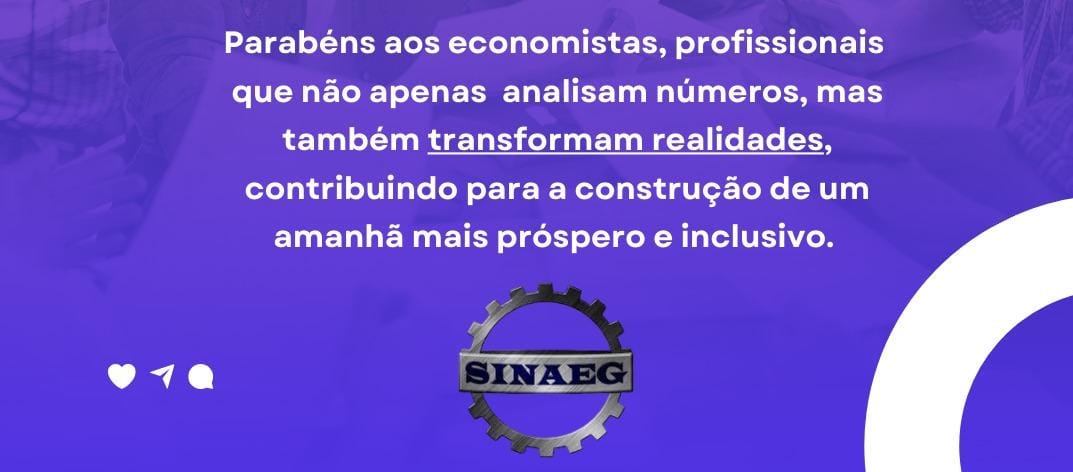 Parabéns aos economistas, profissionais
que não apenas  analisam números, mas
também transformam realidades,
contribuindo para a construção de um
amanhã mais próspero e inclusivo.
SINAEG